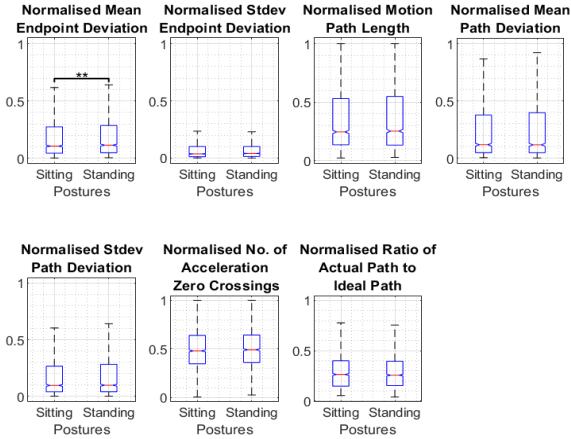 Normalised Mean
Endpoint Deviation
1
0.5
0
**
Sitting Standing
Postures
Normalised Stdev
Endpoint Deviation
1
0.5
0
Sitting Standing
Postures
Normalised Motion
Path Length
1
0.5
0
Sitting Standing
Postures
Normalised Mean
Path Deviation
1
0.5
0
Sitting Standing
Postures
Normalised Stdev
Path Deviation
1
0.5
0
Sitting Standing
Postures
Normalised No. of
Acceleration
Zero Crossings
1
0.5
0
Sitting Standing
Postures
Normalised Ratio of
Actual Path to
Ideal Path
1
0.5
0
Sitting Standing
Postures